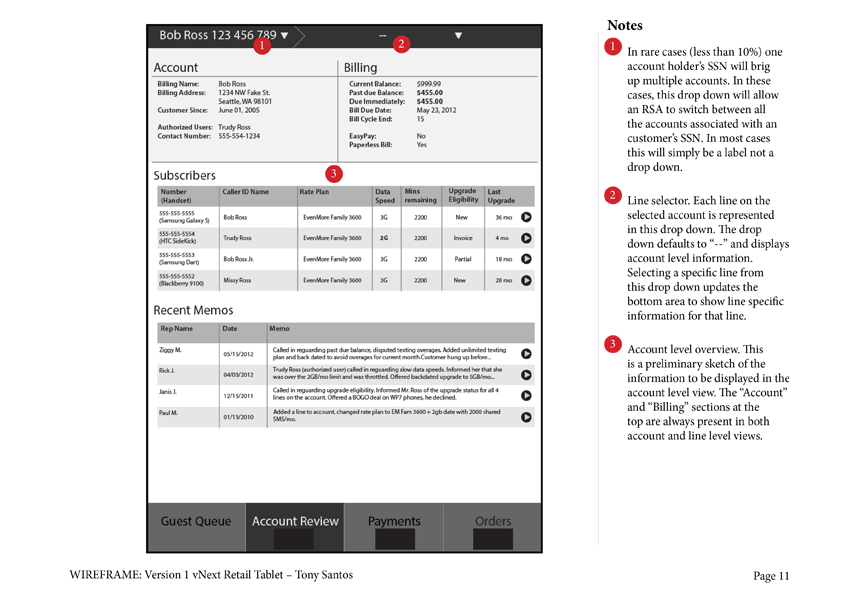 Bob Ross 123 456 789 ▼
--
▼
1
2
Account
Billing Name: Bob Ross
Billing Address: 1234 NW Fake St.
Seattle, WA 98101
Customer Since: June 01, 2005
Authorized Users: Trudy Ross
Contact Number: 555-554-1234
Billing
Current Balance: $999.99
Past due Balance: $455.00
Due Immediately: $455.00
Bill Due Date: May 23, 2012
Bill Cycle End: 15
EasyPay: No
Paperless Bill: Yes
3
Subscribers
Number (Handset) Caller ID Name Rate Plan Data Speed Mins remaining Upgrade Eligibility Last Upgrade
555-555-5555 (Samsung Galaxy S) Bob Ross EvenMore Family 3600 3G 2200 New 36 mo
555-555-5554 (HTC SideKick) Trudy Ross EvenMore Family 3600 2G 2200 Invoice 4 mo
555-555-5553 (Samsung Dart) Bob Ross Jr. EvenMore Family 3600 3G 2200 Partial 18 mo
555-555-5552 (Blackberry 9100) Missy Ross EvenMore Family 3600 3G 2200 New 28 mo
Recent Memos
Rep Name Date Memo
Ziggy M. 05/15/2012 Called in reguarding past due balance, disputed texting overages. Added unlimited texting
plan and back dated to avoid overages for current month.Customer hung up before...
Rick J. 04/05/2012 Trudy Ross (authorized user) called in reguarding slow data speeds. Informed her that she
was over the 2GB/mo limit and was throttled. Offered backdated upgrade to 5GB/mo...
Janis J. 12/15/2011 Called in reguarding upgrade eligibility. Informed Mr. Ross of the upgrade status for all 4
lines on the account. Offered a BOGO deal on WP7 phones, he declined.
Paul M. 01/13/2010 Added a line to account, changed rate plan to EM Fam 3600 + 2gb date with 2000 shared
SMS/mo.
Guest Queue Account Review Payments Orders
Notes
1
In rare cases (less than 10%) one
account holder's SSN will brig
up multiple accounts. In these
cases, this drop down will allow
an RSA to switch between all
the accounts associated with an
customer's SSN. In most cases
this will simply be a label not a
drop down.
2
Line selector. Each line on the
selected account is represented
in this drop down. The drop
down defaults to "--" and displays
account level information.
Selecting a specific line from
this drop down updates the
bottom area to show line specific
information for that line.
3
Account level overview. This
is a preliminary sketch of the
information to be displayed in the
account level view. The "Account"
and "Billing" sections at the
top are always present in both
account and line level views.
WIREFRAME: Version 1 vNext Retail Tablet – Tony Santos
Page 11